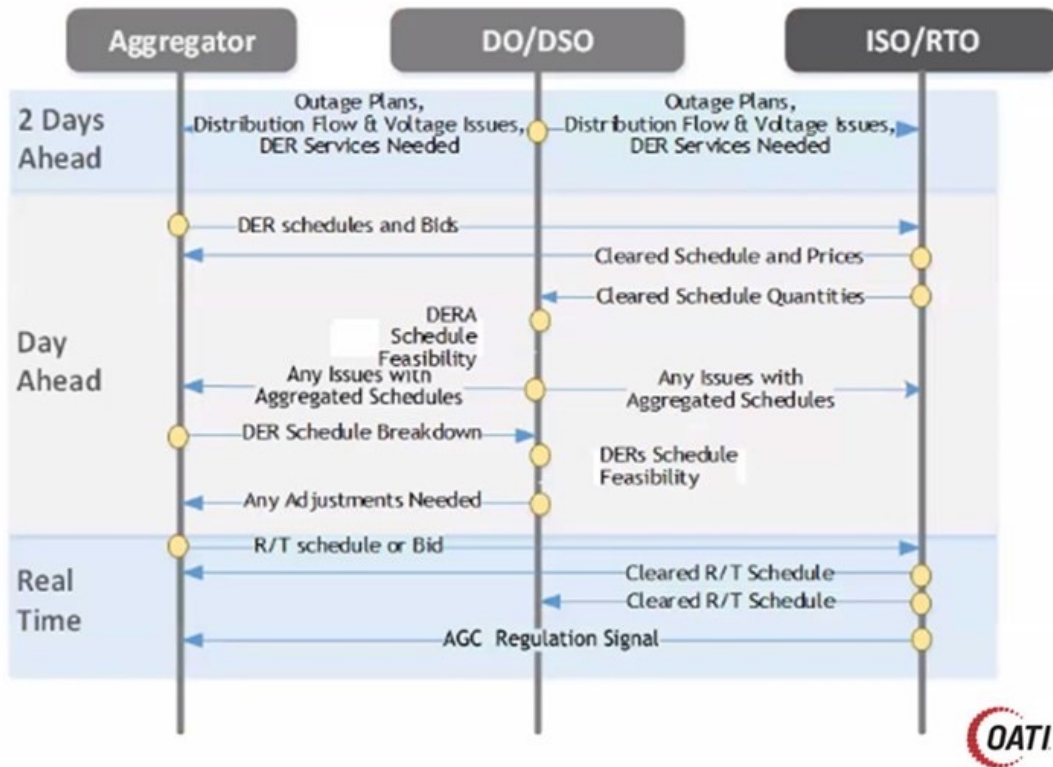 Aggregator
DO/DSO
ISO/RTO
2 Days
Ahead
Outage Plans,
Distribution Flow & Voltage Issues,
DER Services Needed
Outage Plans,
Distribution Flow & Voltage Issues,
DER Services Needed
Day
Ahead
DER schedules and Bids
Cleared Schedule and Prices
Cleared Schedule Quantities
DERA
Schedule
Feasibility
Any Issues with
Aggregated Schedules
Any Issues with
Aggregated Schedules
DER Schedule Breakdown
DERs Schedule
Feasibility
Any Adjustments Needed
Real
Time
R/T schedule or Bid
Cleared R/T Schedule
Cleared R/T Schedule
AGC Regulation Signal
OATI